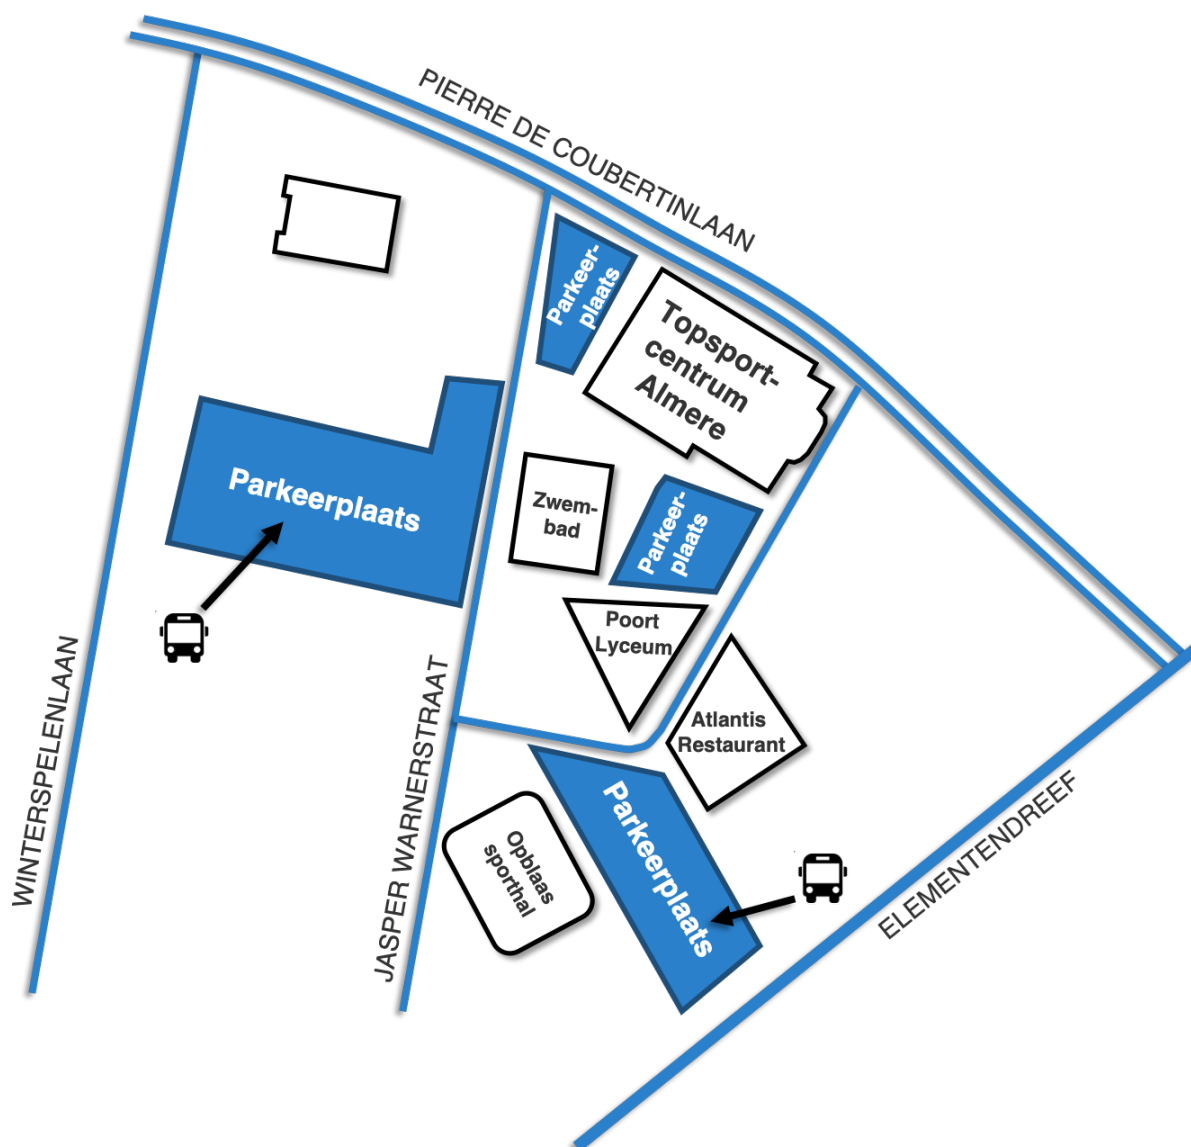 PIERRE DE COUBERTINLAAN
Parkeer-
plaats
Topsport-
centrum
Almere
Parkeerplaats
Zwem-
bad
Parkeer-
plaats
Poort
Lyceum
Atlantis
Restaurant
WINTERSPELENLAAN
JASPER WARNERSTRAAT
Opblaas
sporthal
Parkeerplaats
ELEMENTENDREEF